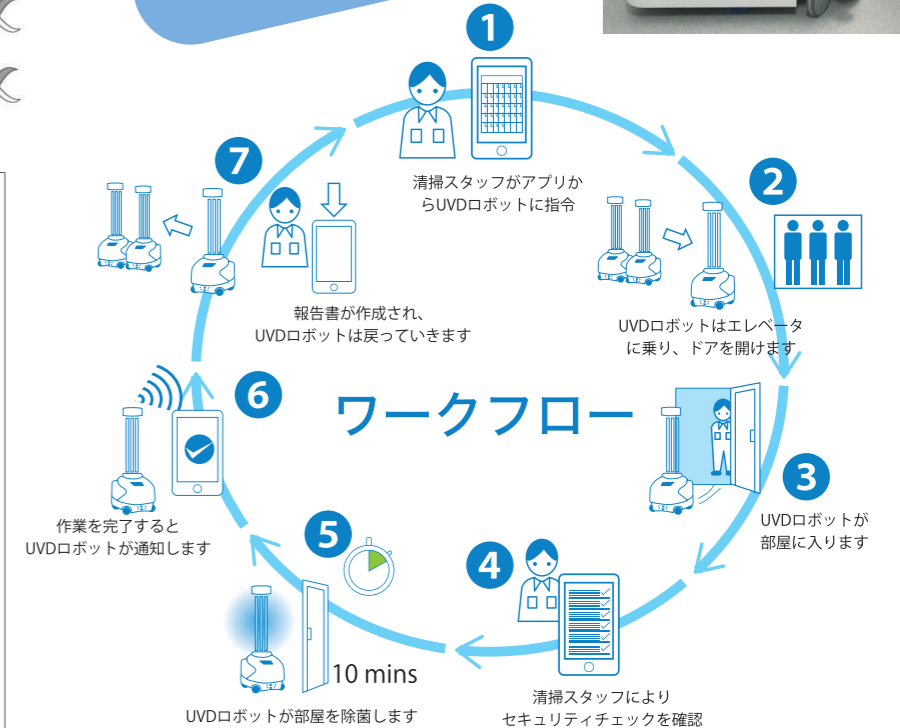 1
清掃スタッフがアプリか
らUVDロボットに指令
2
UVDロボットはエレベータ
に乗り、ドアを開けます
3
UVDロボットが
部屋に入ります
4
清掃スタッフにより
セキュリティチェックを確認
5
10 mins
UVDロボットが部屋を除菌します
6
作業を完了すると
UVDロボットが通知します
7
報告書が作成され、
UVDロボットは戻っていきます
ワークフロー